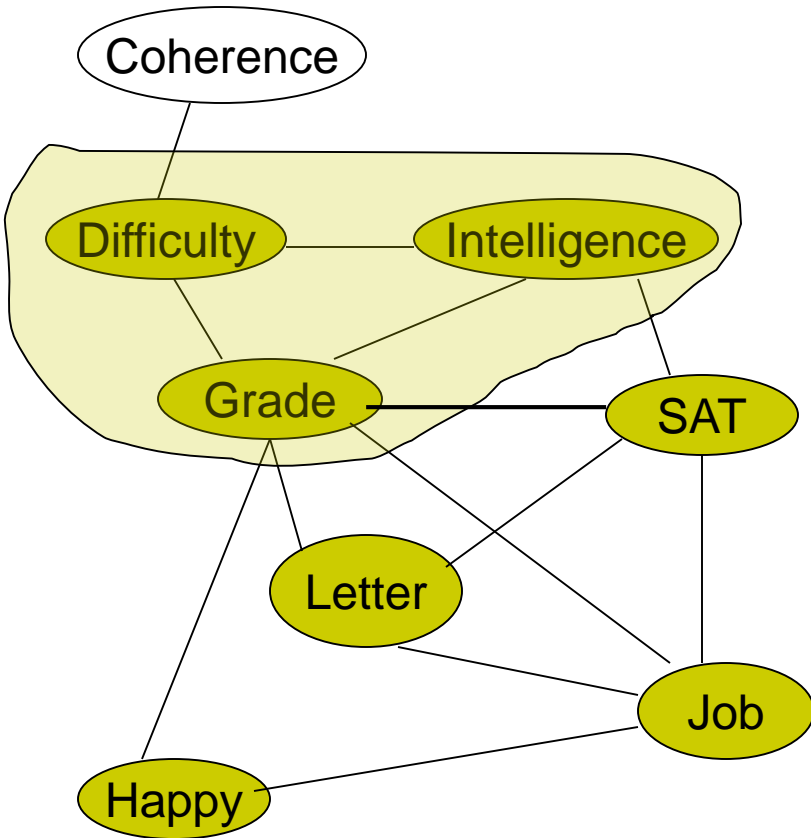 Coherence
Difficulty
Intelligence
Grade
SAT
Letter
Job
Happy